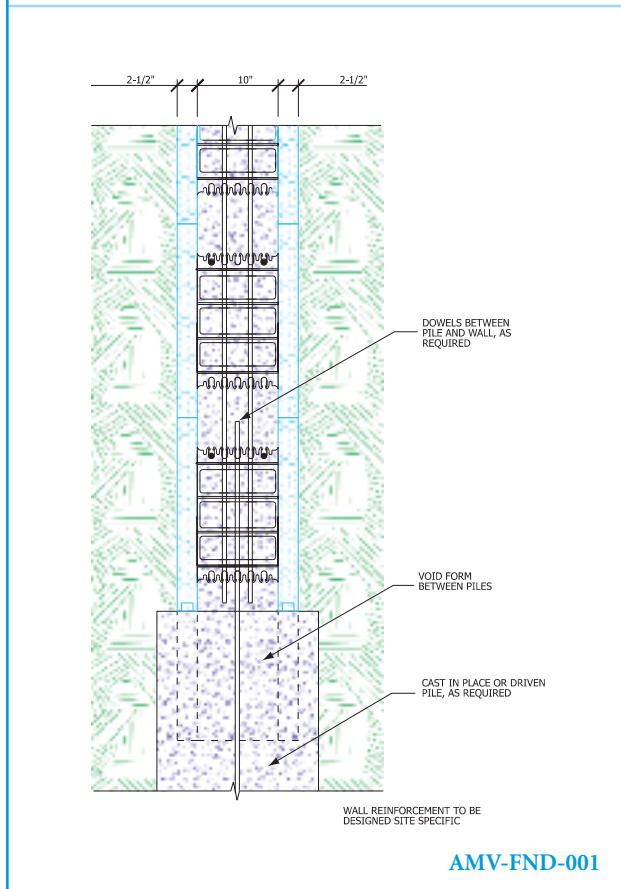 2-1/2" 10" 2-1/2"
DOWELS BETWEEN
PILE AND WALL, AS
REQUIRED
VOID FORM
BETWEEN PILES
CAST IN PLACE OR DRIVEN
PILE, AS REQUIRED
WALL REINFORCEMENT TO BE
DESIGNED SITE SPECIFIC
AMV-FND-001